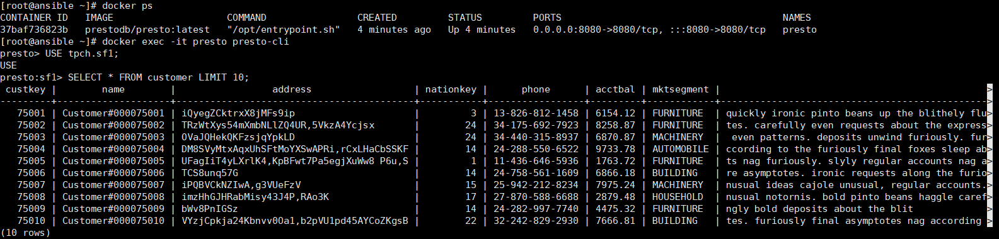 [root@ansible ~]# docker ps
CONTAINER ID   IMAGE                    COMMAND                CREATED         STATUS         PORTS                                       NAMES
37baf736823b   prestodb/presto:latest   "/opt/entrypoint.sh"   4 minutes ago   Up 4 minutes   0.0.0.0:8080->8080/tcp, :::8080->8080/tcp   presto
[root@ansible ~]# docker exec -it presto presto-cli
presto> USE tpch.sf1;
USE
presto:sf1> SELECT * FROM customer LIMIT 10;
 custkey |        name        |                 address                  | nationkey |      phone      | acctbal | mktsegment |                                               >
---------+--------------------+------------------------------------------+-----------+-----------------+---------+------------+----------------------------------------------->
   75001 | Customer#000075001 | iQyegZCktrxX8jMFs9ip                     |         3 | 13-826-812-1458 | 6154.12 | FURNITURE  | quickly ironic pinto beans up the blithely flu>
   75002 | Customer#000075002 | TRzWtXys54mXmbNLlZQ4UR,5VkzA4Ycjsx       |        24 | 34-175-692-7923 | 8258.87 | FURNITURE  | tes. carefully even requests about the express>
   75003 | Customer#000075003 | OVaJQHekQKFzsjqYpkLD                     |        24 | 34-440-315-8937 | 6870.87 | MACHINERY  |  even patterns. deposits unwind furiously. fur>
   75004 | Customer#000075004 | DM8SVyMtxAqxUhSFtMoYXSwAPRi,rCxLHaCbSSKF |        14 | 24-288-550-6522 | 9733.78 | AUTOMOBILE | ccording to the furiously final foxes sleep ab>
   75005 | Customer#000075005 | UFagIiT4yLXrlK4,KpBFwt7Pa5egjXuWw8 P6u,S |         1 | 11-436-646-5936 | 1763.72 | FURNITURE  | ts nag furiously. slyly regular accounts nag a>
   75006 | Customer#000075006 | TCS8unq57G                               |        14 | 24-758-561-1609 | 6866.18 | BUILDING   | re asymptotes. ironic requests along the furio>
   75007 | Customer#000075007 | iPQBVCkNZIwA,g3VUeFzV                    |        15 | 25-942-212-8234 | 7975.24 | MACHINERY  | nusual ideas cajole unusual, regular accounts.>
   75008 | Customer#000075008 | imzHhGJHRabMisy43J4P,RAo3K               |        17 | 27-870-588-6688 | 2879.48 | HOUSEHOLD  | nusual notornis. bold pinto beans haggle caref>
   75009 | Customer#000075009 | bWv8PnIGSz                               |        14 | 24-282-997-7740 | 4475.32 | FURNITURE  | ngly bold deposits about the blit             >
   75010 | Customer#000075010 | VYzjCpkja24Kbnvv0Oa1,b2pVU1pd45AYCoZKgsB |        22 | 32-242-829-2930 | 7666.81 | BUILDING   | tes. furiously final asymptotes nag according >
(10 rows)